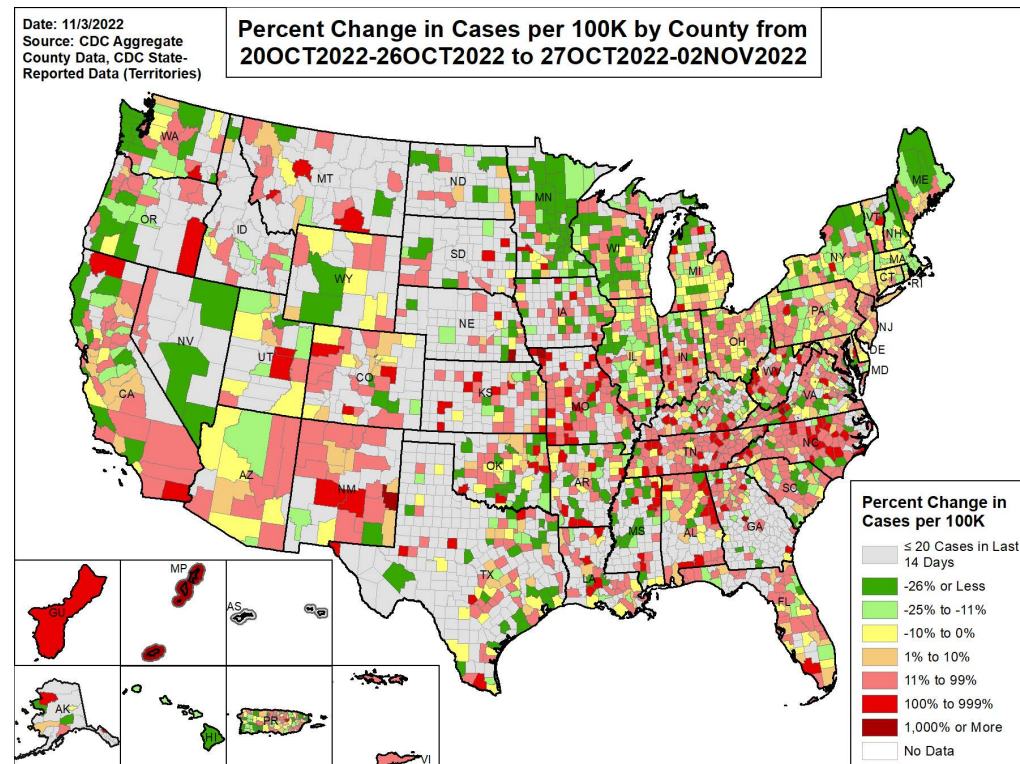 Date: 11/3/2022
Source: CDC Aggregate
County Data, CDC State-
Reported Data (Territories)
Percent Change in Cases per 100K by County from
20OCT2022-26OCT2022 to 27OCT2022-02NOV2022
WA
MT
ND
MN
ME
OR
ID
SD
WI
VT
NH
NY
MA
CT
RI
WY
MI
IA
NE
PA
NJ
NV
UT
CO
IL
IN
OH
DE
MD
CA
KS
MO
WV
VA
KY
NC
TN
AZ
NM
OK
AR
SC
MS
AL
GA
TX
LA
FL
GU
MP
AS
AK
HI
PR
VI
Percent Change in
Cases per 100K
≤ 20 Cases in Last
14 Days
-26% or Less
-25% to -11%
-10% to 0%
1% to 10%
11% to 99%
100% to 999%
1,000% or More
No Data